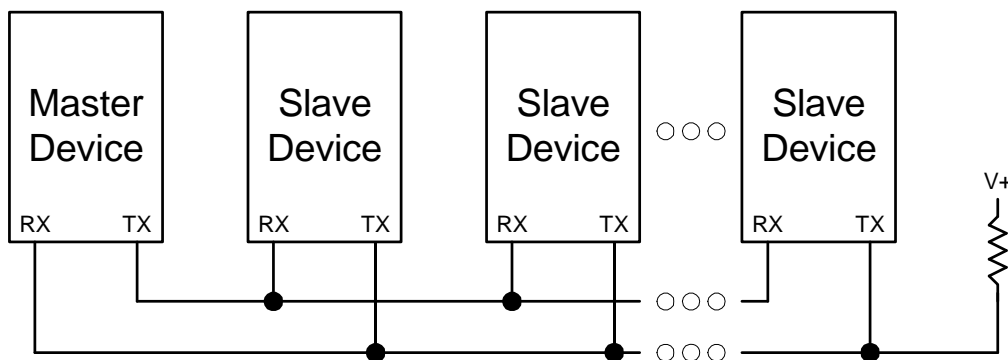 Master
Device
Slave
Device
Slave
Device
Slave
Device
V+
RX TX
RX TX
RX TX
RX TX